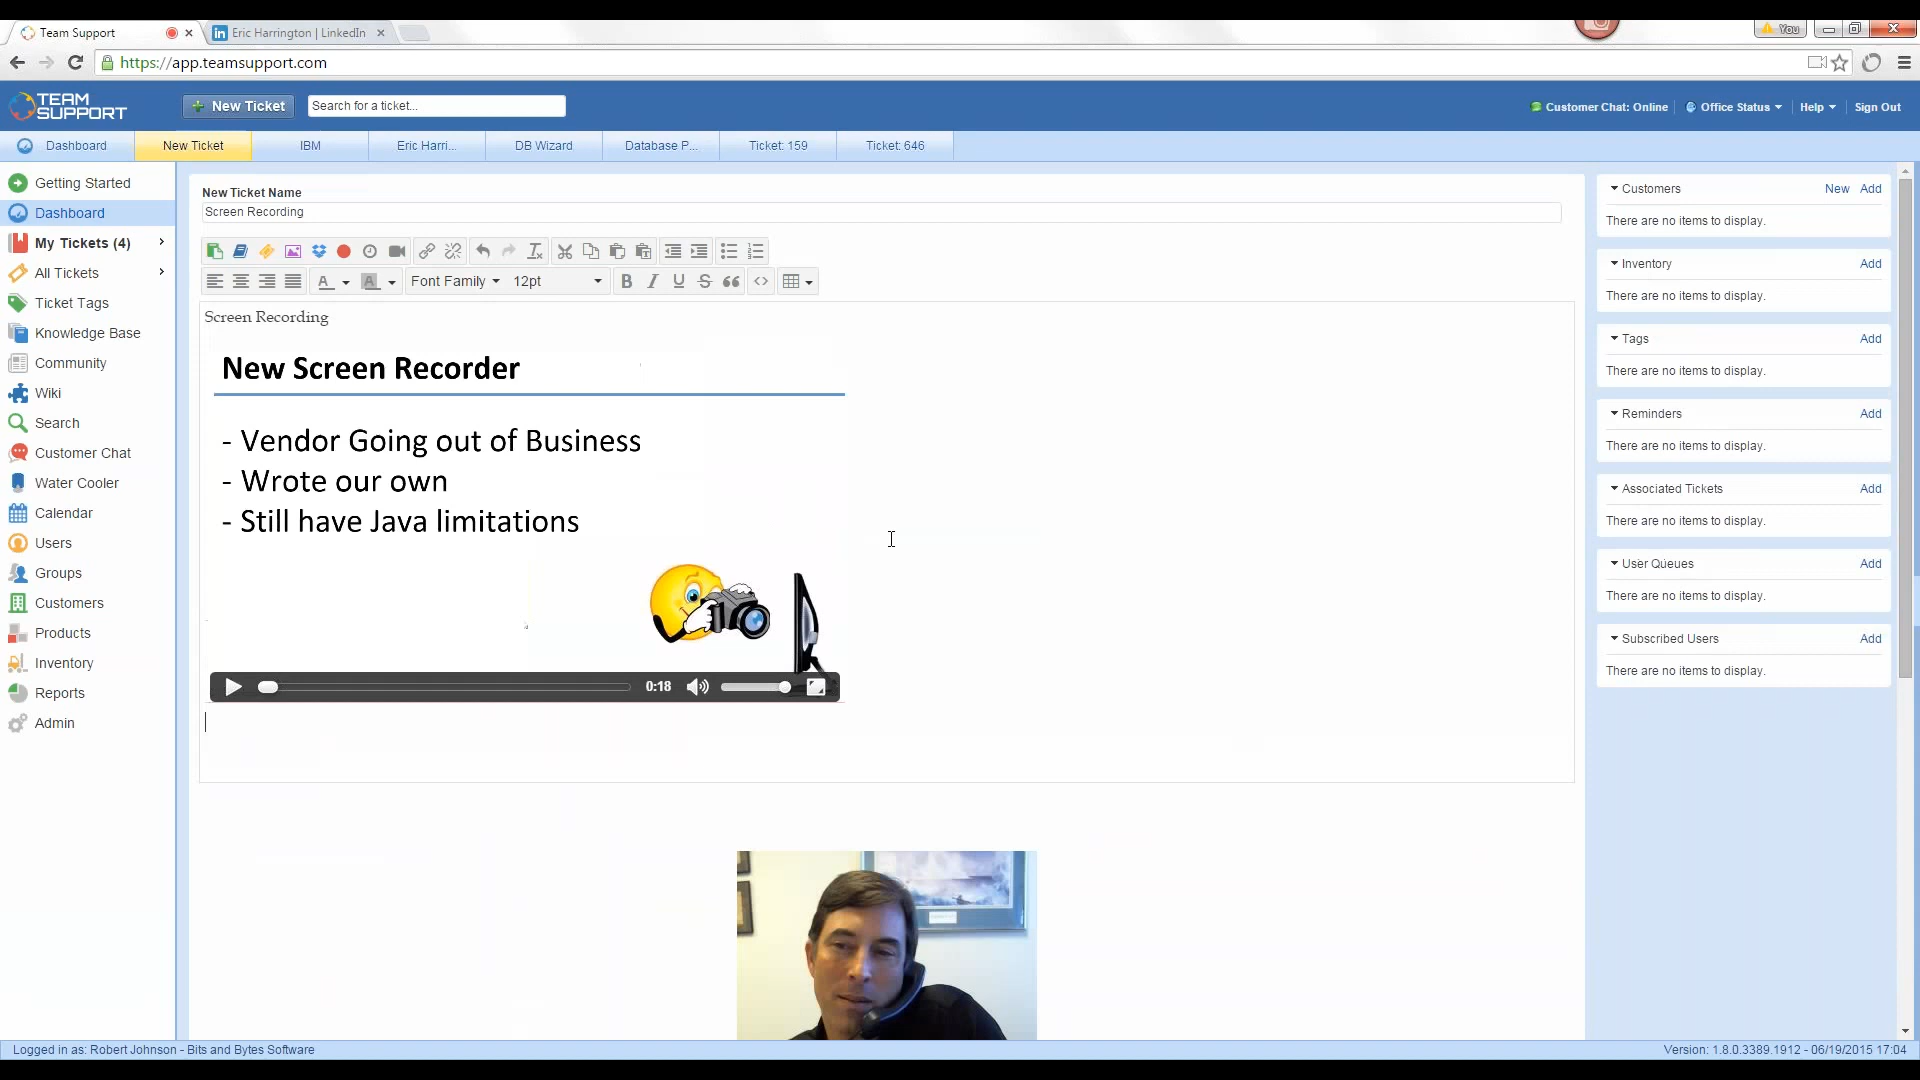 Team Support
Eric Harrington | LinkedIn
You
https://app.teamsupport.com
TEAM
SUPPORT
New Ticket
Search for a ticket...
Customer Chat: Online
Office Status
Help
Sign Out
Dashboard
New Ticket
IBM
Eric Harri...
DB Wizard
Database P...
Ticket: 159
Ticket: 646
Getting Started
Dashboard
My Tickets (4)
All Tickets
Ticket Tags
Knowledge Base
Community
Wiki
Search
Customer Chat
Water Cooler
Calendar
Users
Groups
Customers
Products
Inventory
Reports
Admin
New Ticket Name
Screen Recording
Font Family
12pt
Screen Recording
New Screen Recorder
- Vendor Going out of Business
- Wrote our own
- Still have Java limitations
0:18
Customers New Add
There are no items to display.
Inventory Add
There are no items to display.
Tags Add
There are no items to display.
Reminders Add
There are no items to display.
Associated Tickets Add
There are no items to display.
User Queues Add
There are no items to display.
Subscribed Users Add
There are no items to display.
Logged in as: Robert Johnson - Bits and Bytes Software
Version: 1.8.0.3389.1912 - 06/19/2015 17:04